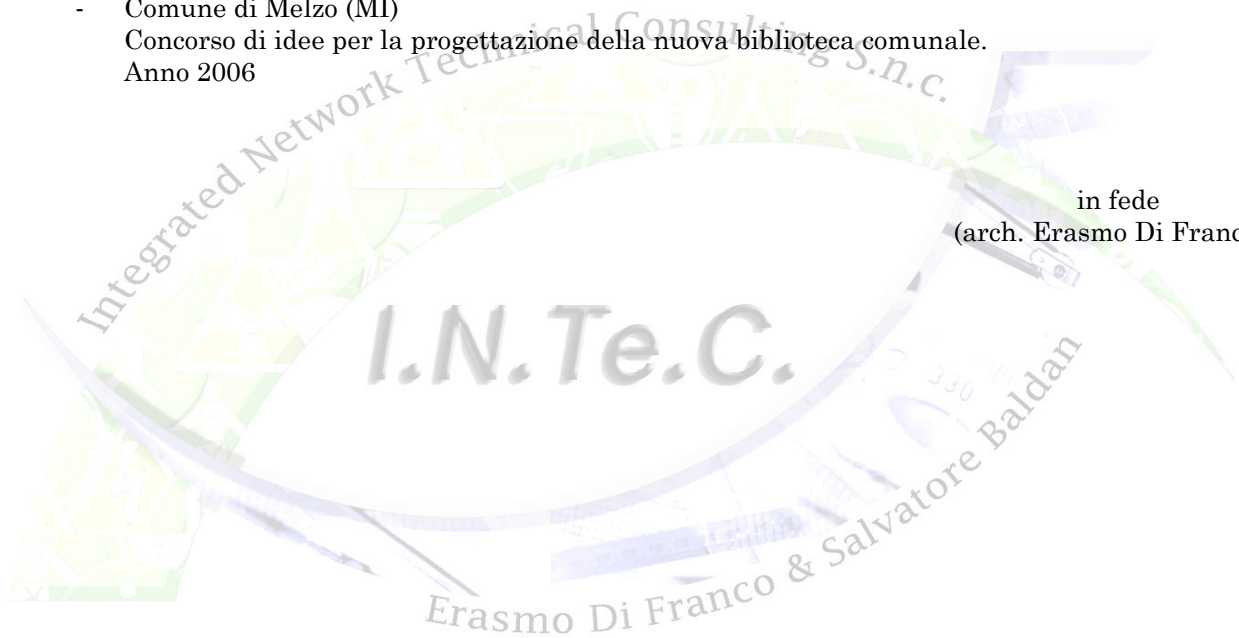 - Comune di Melzo (MI)
Concorso di idee per la progettazione della nuova biblioteca comunale.
Anno 2006
Integrated Network Technical Consulting S.n.c.
in fede
(arch. Erasmo Di Franc
I.N.Te.C.
330
Erasmo Di Franco & Salvatore Baldan